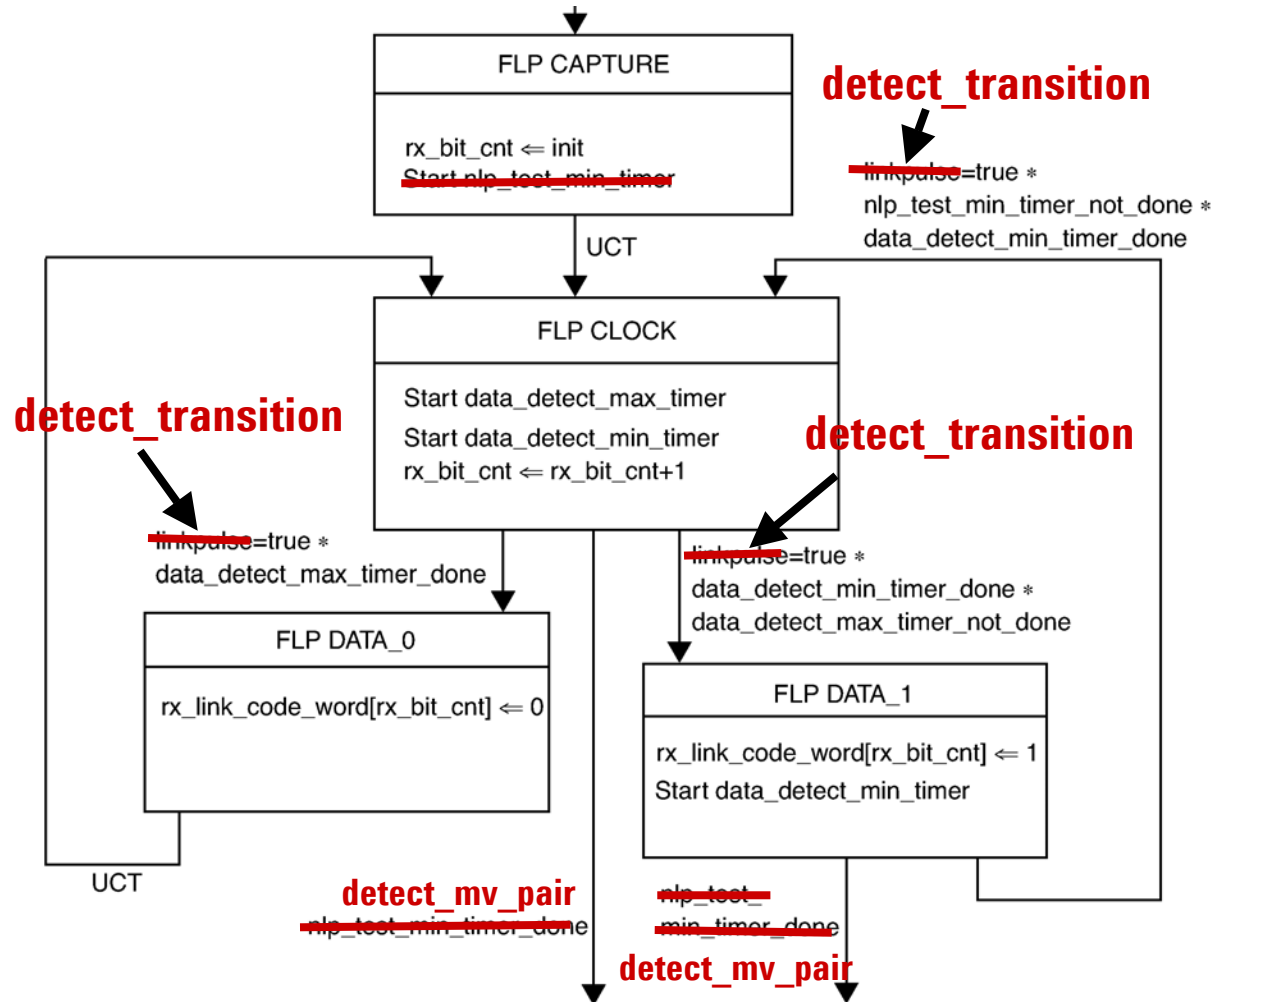 FLP CAPTURE
rx_bit_cnt ⇐ init
Start nlp_test_min_timer
detect_transition
linkpulse=true *
nlp_test_min_timer_not_done *
data_detect_min_timer_done
UCT
FLP CLOCK
Start data_detect_max_timer
Start data_detect_min_timer
rx_bit_cnt ⇐ rx_bit_cnt+1
detect_transition
detect_transition
linkpulse=true *
data_detect_max_timer_done
linkpulse=true *
data_detect_min_timer_done *
data_detect_max_timer_not_done
FLP DATA_0
rx_link_code_word[rx_bit_cnt] ⇐ 0
FLP DATA_1
rx_link_code_word[rx_bit_cnt] ⇐ 1
Start data_detect_min_timer
UCT
detect_mv_pair
nlp_test_min_timer_done
nlp_test_
min_timer_done
detect_mv_pair